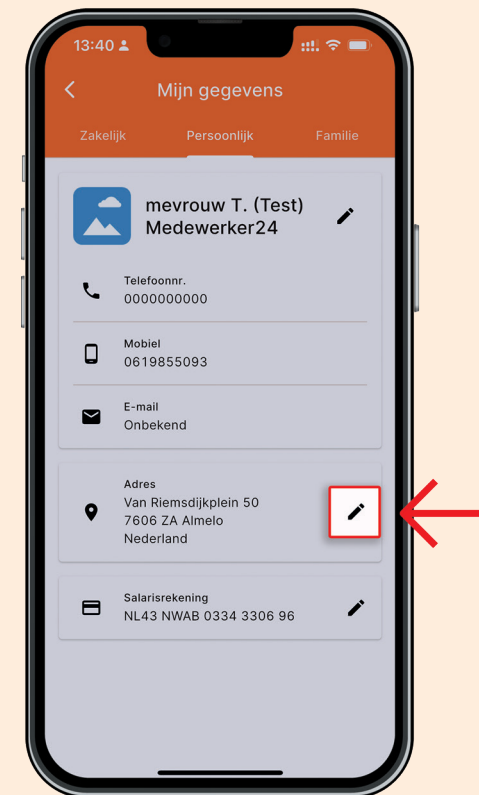 13:40
Mijn gegevens
Zakelijk Persoonlijk Familie
mevrouw T. (Test)
Medewerker24
Telefoonnr.
0000000000
Mobiel
0619855093
E-mail
Onbekend
Adres
Van Riemsdijkplein 50
7606 ZA Almelo
Nederland
Salarisrekening
NL43 NWAB 0334 3306 96